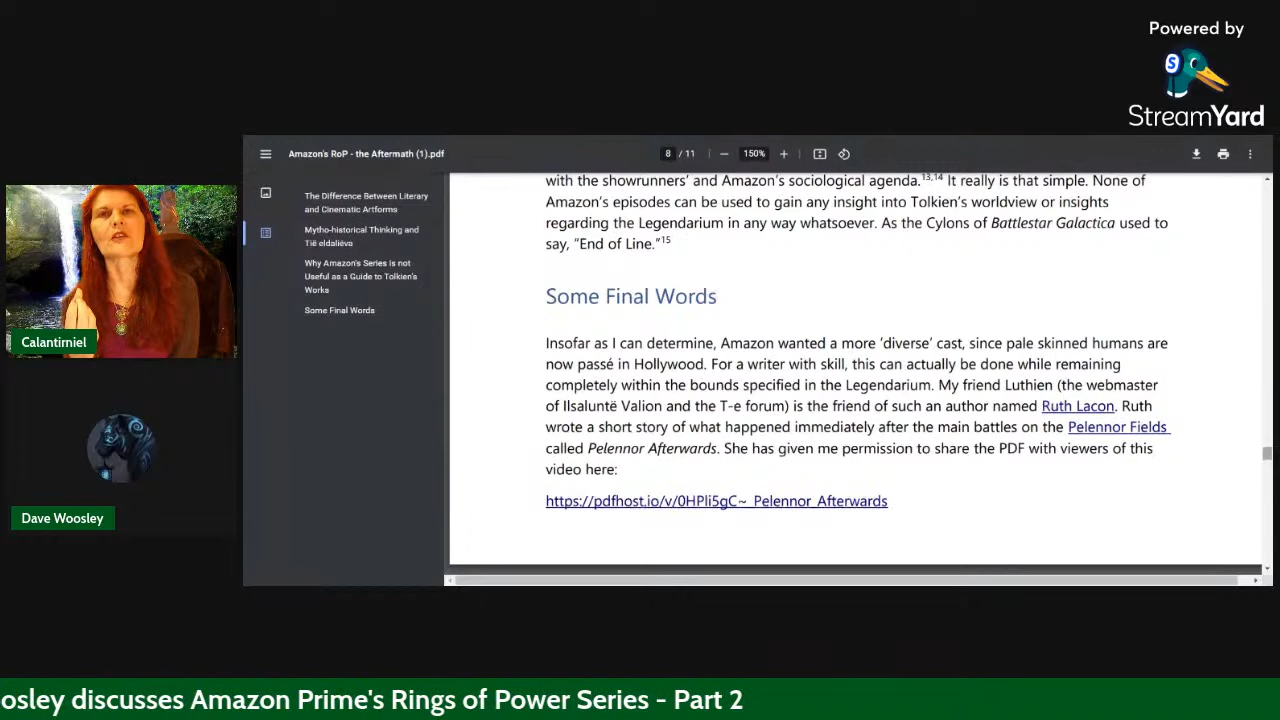 Powered by
StreamYard
Amazon's RoP - the Aftermath (1).pdf
8 / 11
150%
The Difference Between Literary
and Cinematic Artforms
Mytho-historical Thinking and
Tië eldaliéva
Why Amazon's Series Is not
Useful as a Guide to Tolkien's
Works
Some Final Words
with the showrunners' and Amazon's sociological agenda.13,14 It really is that simple. None of
Amazon's episodes can be used to gain any insight into Tolkien's worldview or insights
regarding the Legendarium in any way whatsoever. As the Cylons of Battlestar Galactica used to
say, “End of Line.”15
Some Final Words
Insofar as I can determine, Amazon wanted a more ‘diverse’ cast, since pale skinned humans are
now passé in Hollywood. For a writer with skill, this can actually be done while remaining
completely within the bounds specified in the Legendarium. My friend Luthien (the webmaster
of Ilsaluntë Valion and the T-e forum) is the friend of such an author named Ruth Lacon. Ruth
wrote a short story of what happened immediately after the main battles on the Pelennor Fields
called Pelennor Afterwards. She has given me permission to share the PDF with viewers of this
video here:
https://pdfhost.io/v/0HPli5gC~_Pelennor_Afterwards
Calantirniel
Dave Woosley
osley discusses Amazon Prime's Rings of Power Series - Part 2